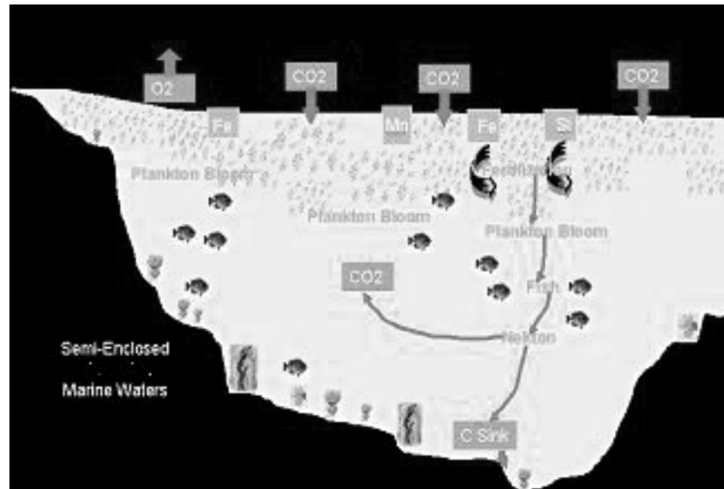 O2
CO2
CO2
CO2
Fe
Mn
Fe
Si
Fertilization
Plankton Bloom
Plankton Bloom
Plankton Bloom
CO2
Fish
Nekton
Semi-Enclosed
Marine Waters
C Sink